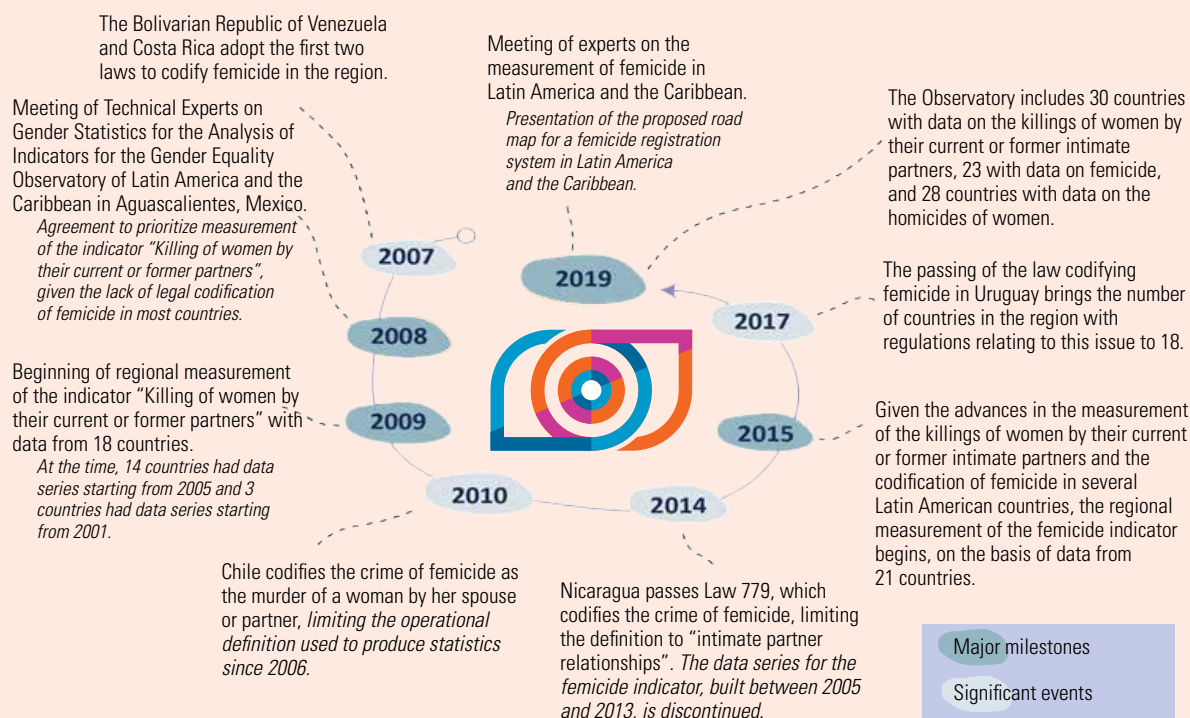 The Bolivarian Republic of Venezuela
and Costa Rica adopt the first two
laws to codify femicide in the region.
Meeting of Technical Experts on
Gender Statistics for the Analysis of
Indicators for the Gender Equality
Observatory of Latin America and the
Caribbean in Aguascalientes, Mexico.
Agreement to prioritize measurement
of the indicator “Killing of women by
their current or former partners”,
given the lack of legal codification
of femicide in most countries.
Beginning of regional measurement
of the indicator “Killing of women by
their current or former partners” with
data from 18 countries.
At the time, 14 countries had data
series starting from 2005 and 3
countries had data series starting
from 2001.
Chile codifies the crime of femicide as
the murder of a woman by her spouse
or partner, limiting the operational
definition used to produce statistics
since 2006.
Nicaragua passes Law 779, which
codifies the crime of femicide, limiting
the definition to “intimate partner
relationships”. The data series for the
femicide indicator, built between 2005
and 2013, is discontinued.
Meeting of experts on the
measurement of femicide in
Latin America and the Caribbean.
Presentation of the proposed road
map for a femicide registration
system in Latin America
and the Caribbean.
The Observatory includes 30 countries
with data on the killings of women by
their current or former intimate
partners, 23 with data on femicide,
and 28 countries with data on the
homicides of women.
The passing of the law codifying
femicide in Uruguay brings the number
of countries in the region with
regulations relating to this issue to 18.
Given the advances in the measurement
of the killings of women by their current
or former intimate partners and the
codification of femicide in several
Latin American countries, the regional
measurement of the femicide indicator
begins, on the basis of data from
21 countries.
2007
2008
2009
2010
2014
2015
2017
2019
Major milestones
Significant events